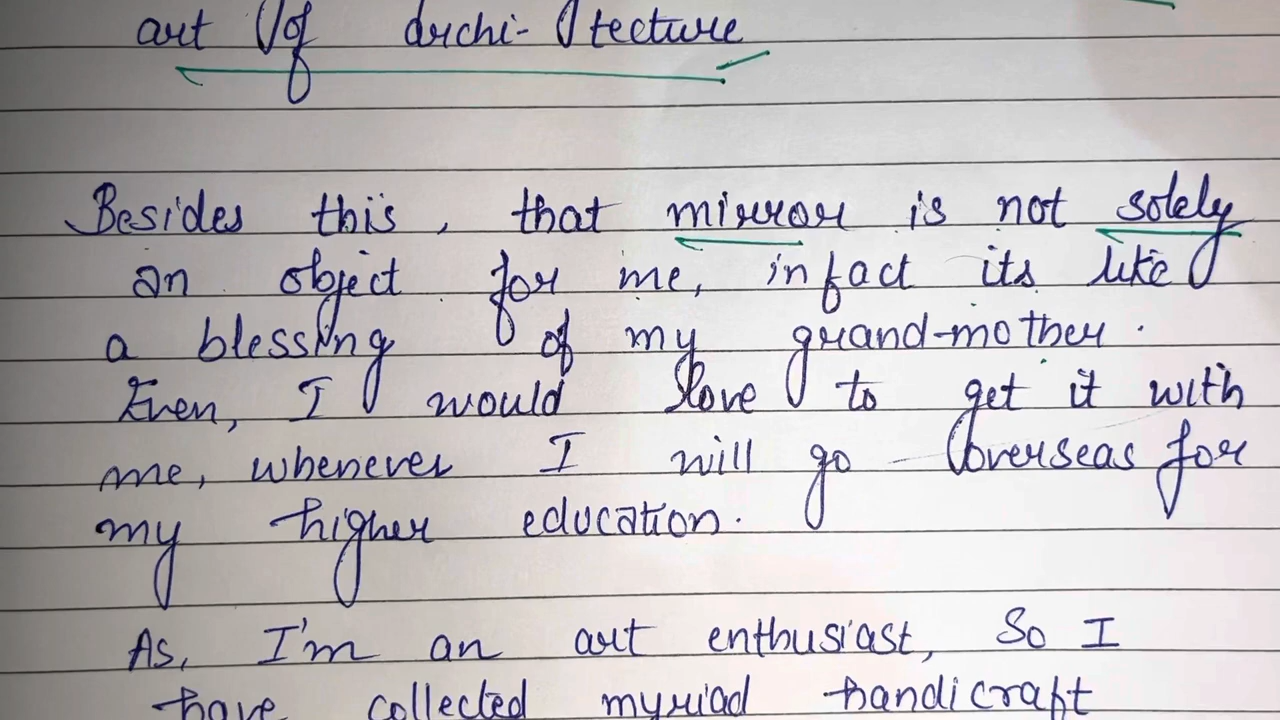 art of archi-tecture
Besides this, that mirror is not solely
an object for me, infact its like
a blessing of my grand-mother.
Even, I would love to get it with
me, whenever I will go overseas for
my higher education.
As, I'm an art enthusiast, So I
have collected myriad handicraft